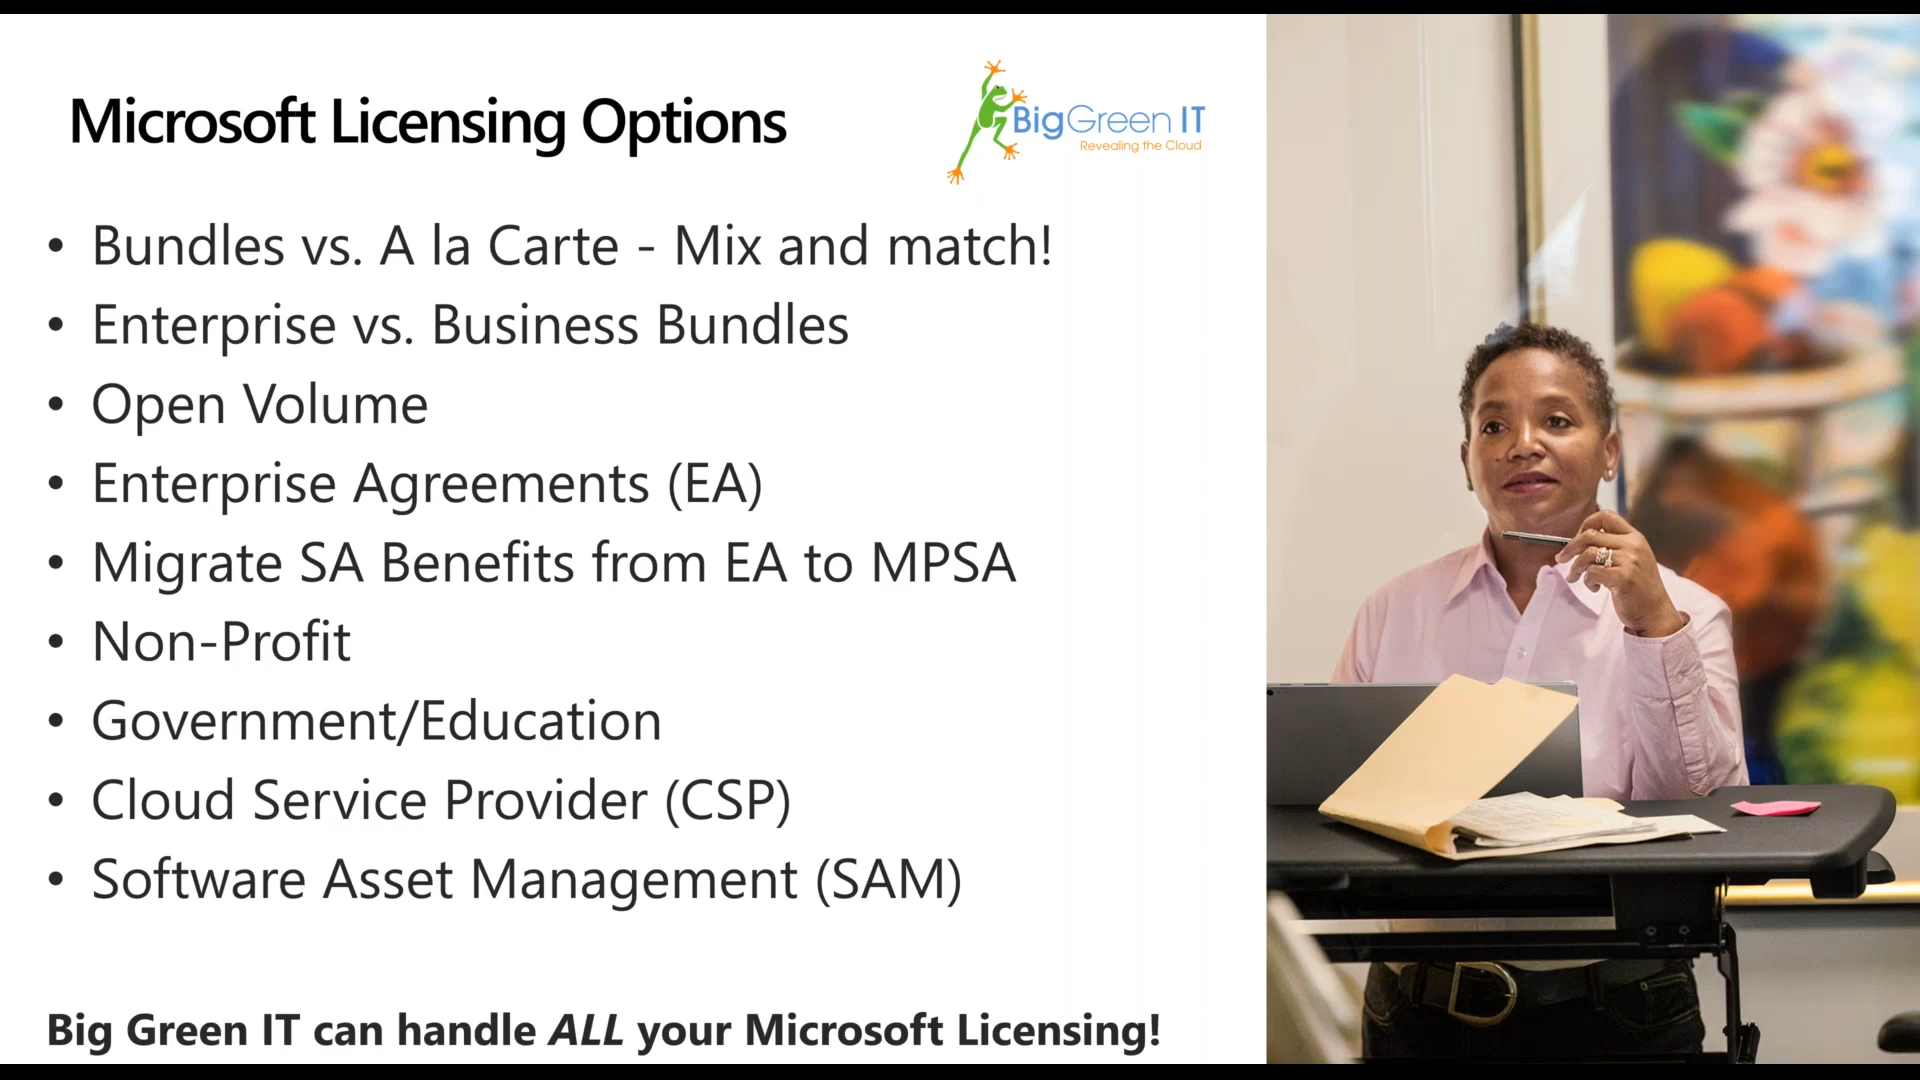 Microsoft Licensing Options
BigGreen IT
Revealing the Cloud
• Bundles vs. A la Carte - Mix and match!
• Enterprise vs. Business Bundles
• Open Volume
• Enterprise Agreements (EA)
• Migrate SA Benefits from EA to MPSA
• Non-Profit
• Government/Education
• Cloud Service Provider (CSP)
• Software Asset Management (SAM)
Big Green IT can handle ALL your Microsoft Licensing!